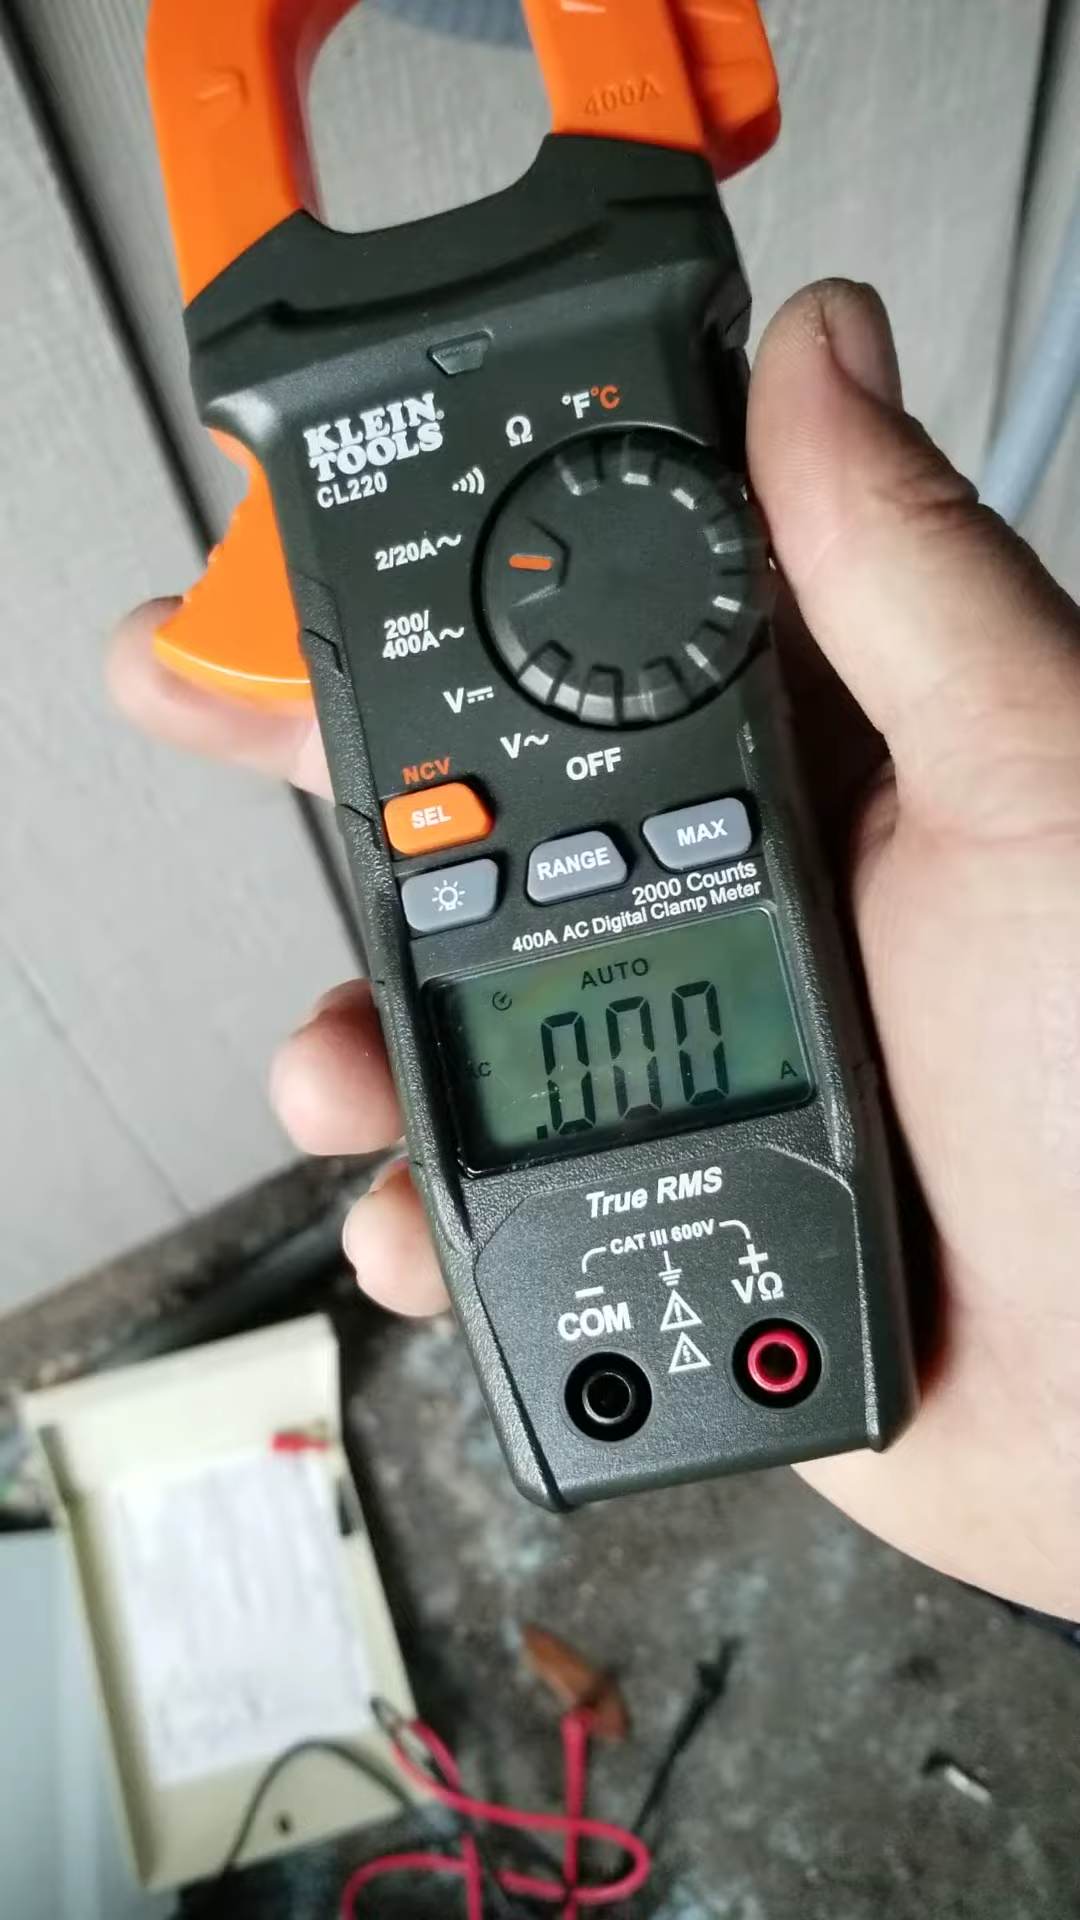 400A
KLEIN
TOOLS
CL220
Ω
°F°C
2/20A~
200/
400A~
V⎓
V~
OFF
NCV
SEL
RANGE
MAX
2000 Counts
400A AC Digital Clamp Meter
AUTO
AC
.000
A
True RMS
CAT III 600V
− +
COM
VΩ